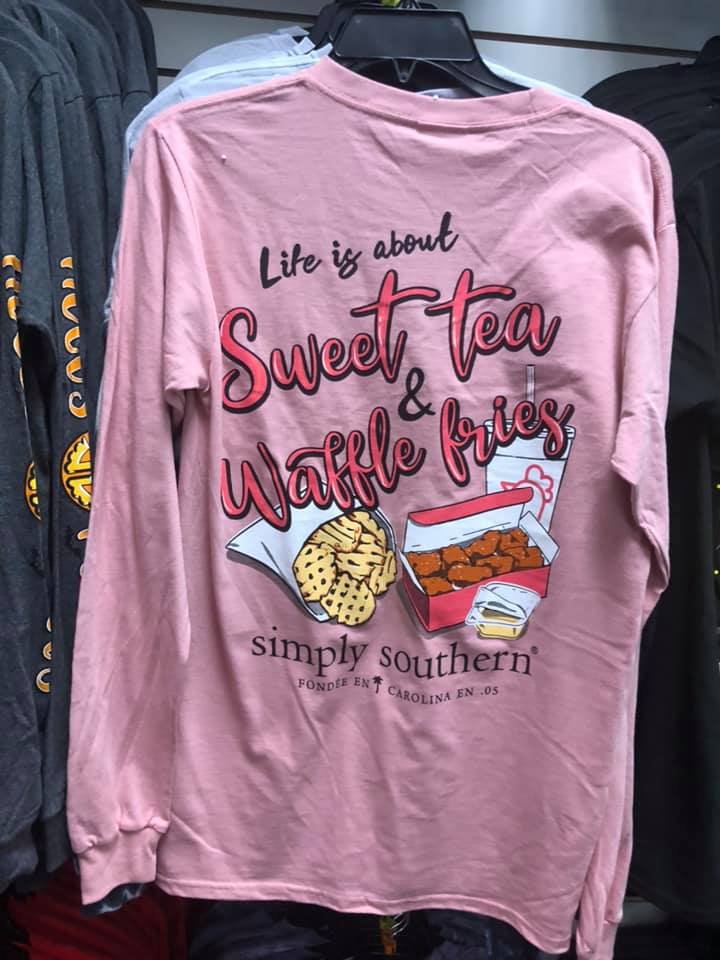 Life is about
Sweet tea
&
Waffle fries
simply southern®
FONDÉE EN CAROLINA EN .05